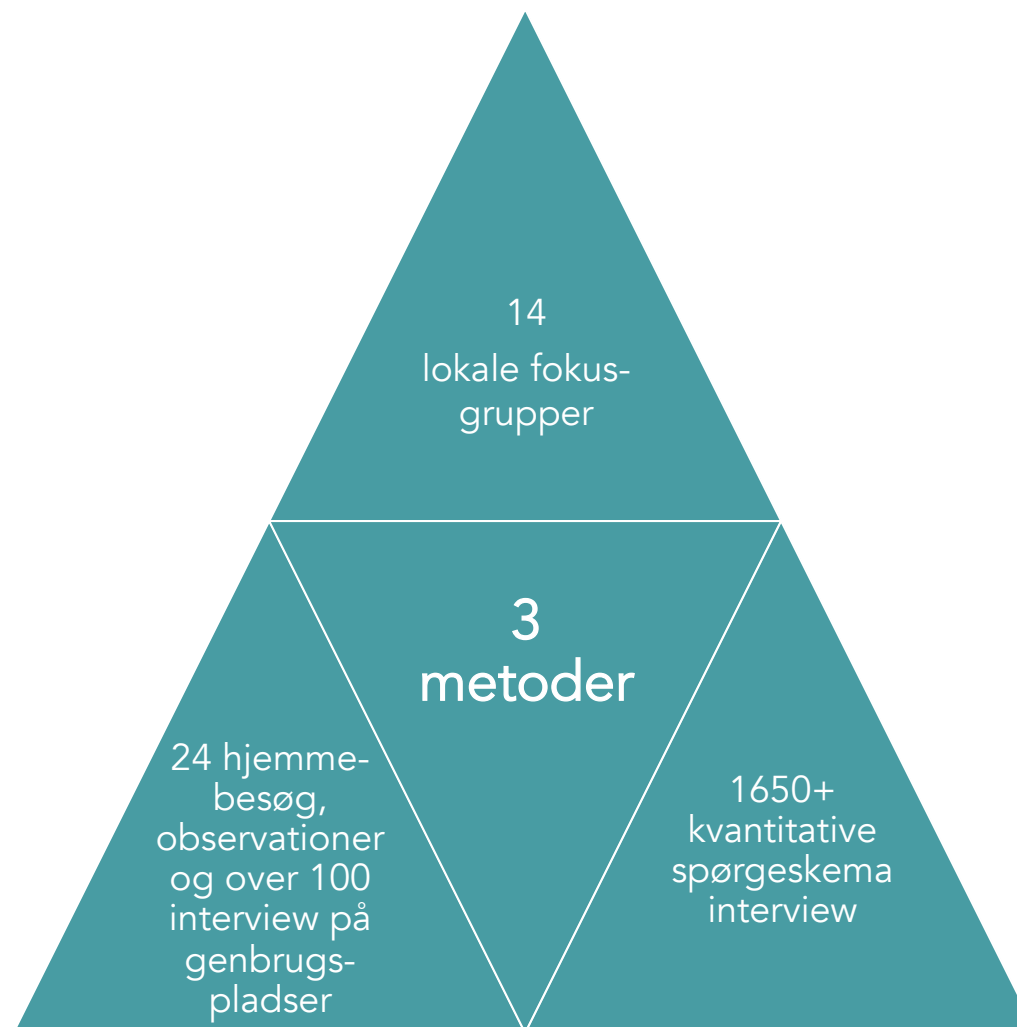 14
lokale fokus-
grupper
3
metoder
24 hjemme-
besøg,
observationer
og over 100
interview på
genbrugs-
pladser
1650+
kvantitative
spørgeskema
interview